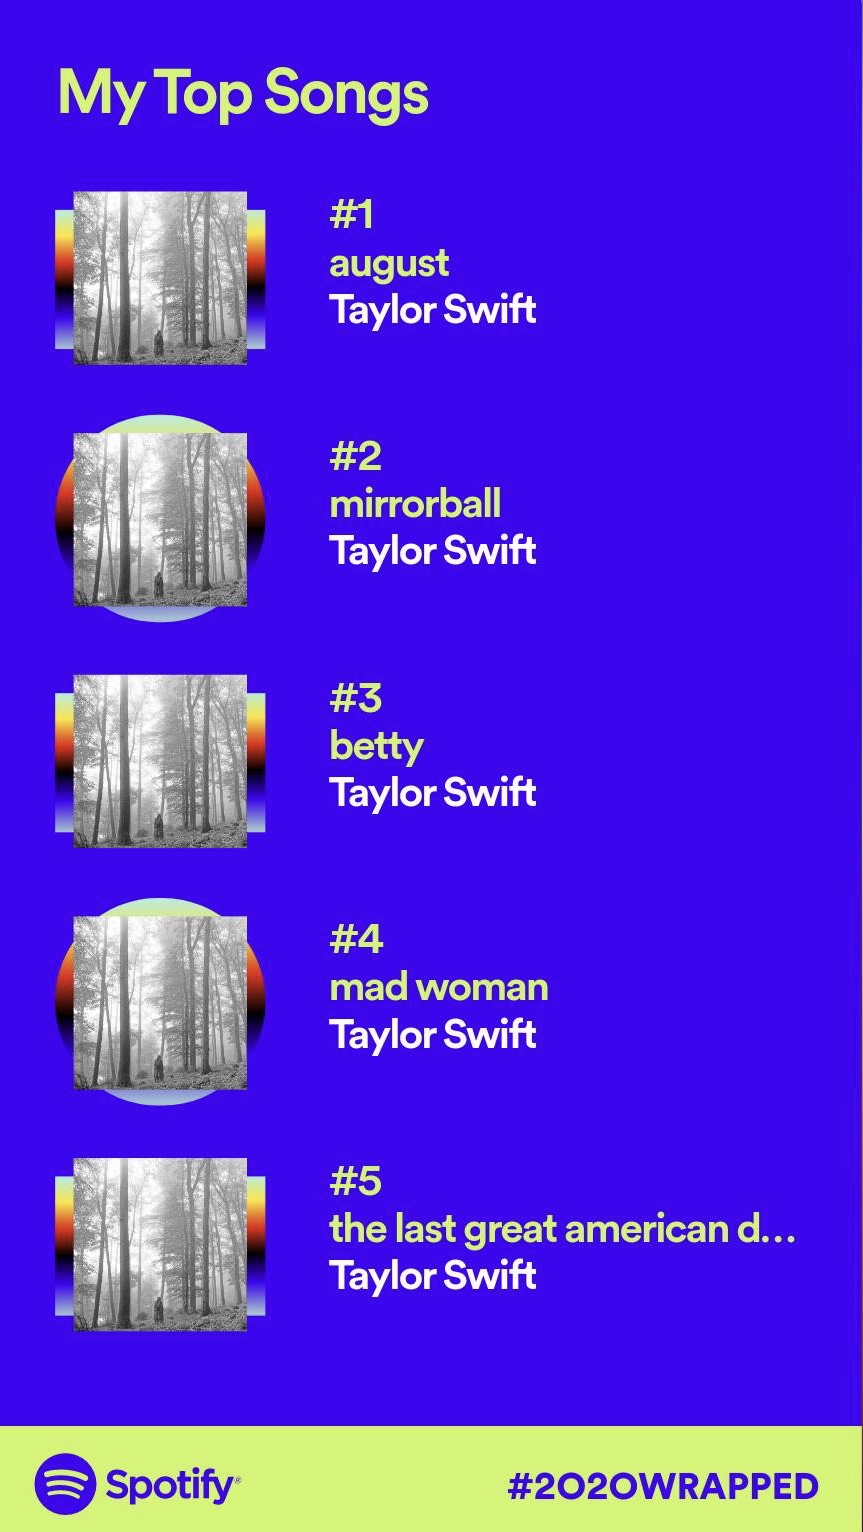 My Top Songs
#1
august
Taylor Swift
#2
mirrorball
Taylor Swift
#3
betty
Taylor Swift
#4
mad woman
Taylor Swift
#5
the last great american d...
Taylor Swift
Spotify®
#2020WRAPPED